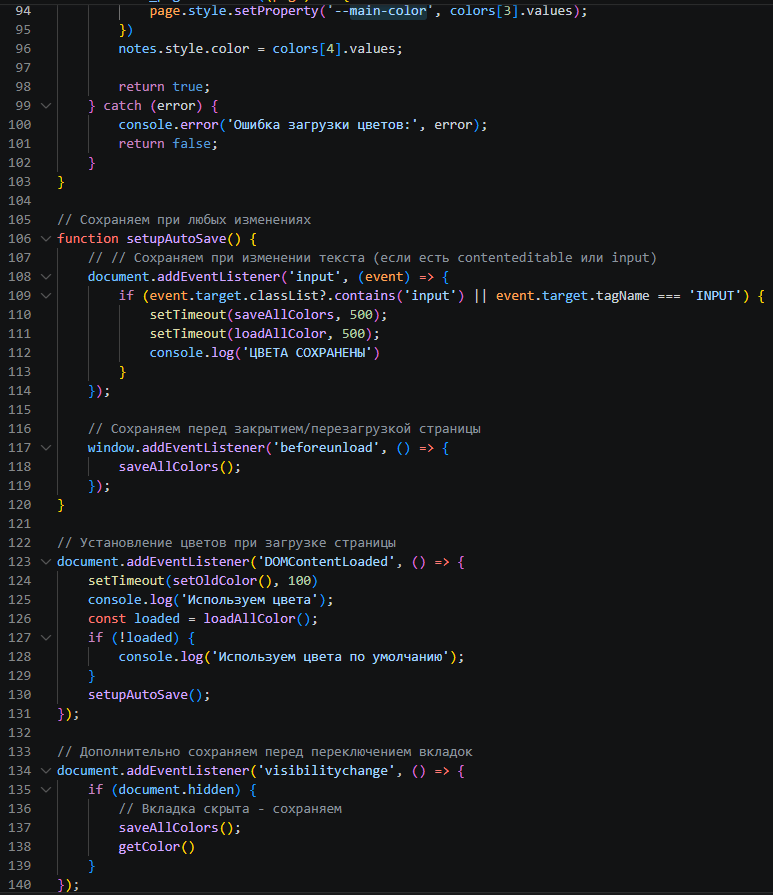 94 page.style.setProperty('--main-color', colors[3].values);
95 })
96 notes.style.color = colors[4].values;
97
98 return true;
99 } catch (error) {
100 console.error('Ошибка загрузки цветов:', error);
101 return false;
102 }
103 }
104
105 // Сохраняем при любых изменениях
106 function setupAutoSave() {
107 // // Сохраняем при изменении текста (если есть contenteditable или input)
108 document.addEventListener('input', (event) => {
109 if (event.target.classList?.contains('input') || event.target.tagName === 'INPUT') {
110 setTimeout(saveAllColors, 500);
111 setTimeout(loadAllColor, 500);
112 console.log('ЦВЕТА СОХРАНЕНЫ')
113 }
114 });
115
116 // Сохраняем перед закрытием/перезагрузкой страницы
117 window.addEventListener('beforeunload', () => {
118 saveAllColors();
119 });
120 }
121
122 // Установление цветов при загрузке страницы
123 document.addEventListener('DOMContentLoaded', () => {
124 setTimeout(setOldColor(), 100)
125 console.log('Используем цвета');
126 const loaded = loadAllColor();
127 if (!loaded) {
128 console.log('Используем цвета по умолчанию');
129 }
130 setupAutoSave();
131 });
132
133 // Дополнительно сохраняем перед переключением вкладок
134 document.addEventListener('visibilitychange', () => {
135 if (document.hidden) {
136 // Вкладка скрыта - сохраняем
137 saveAllColors();
138 getColor()
139 }
140 });